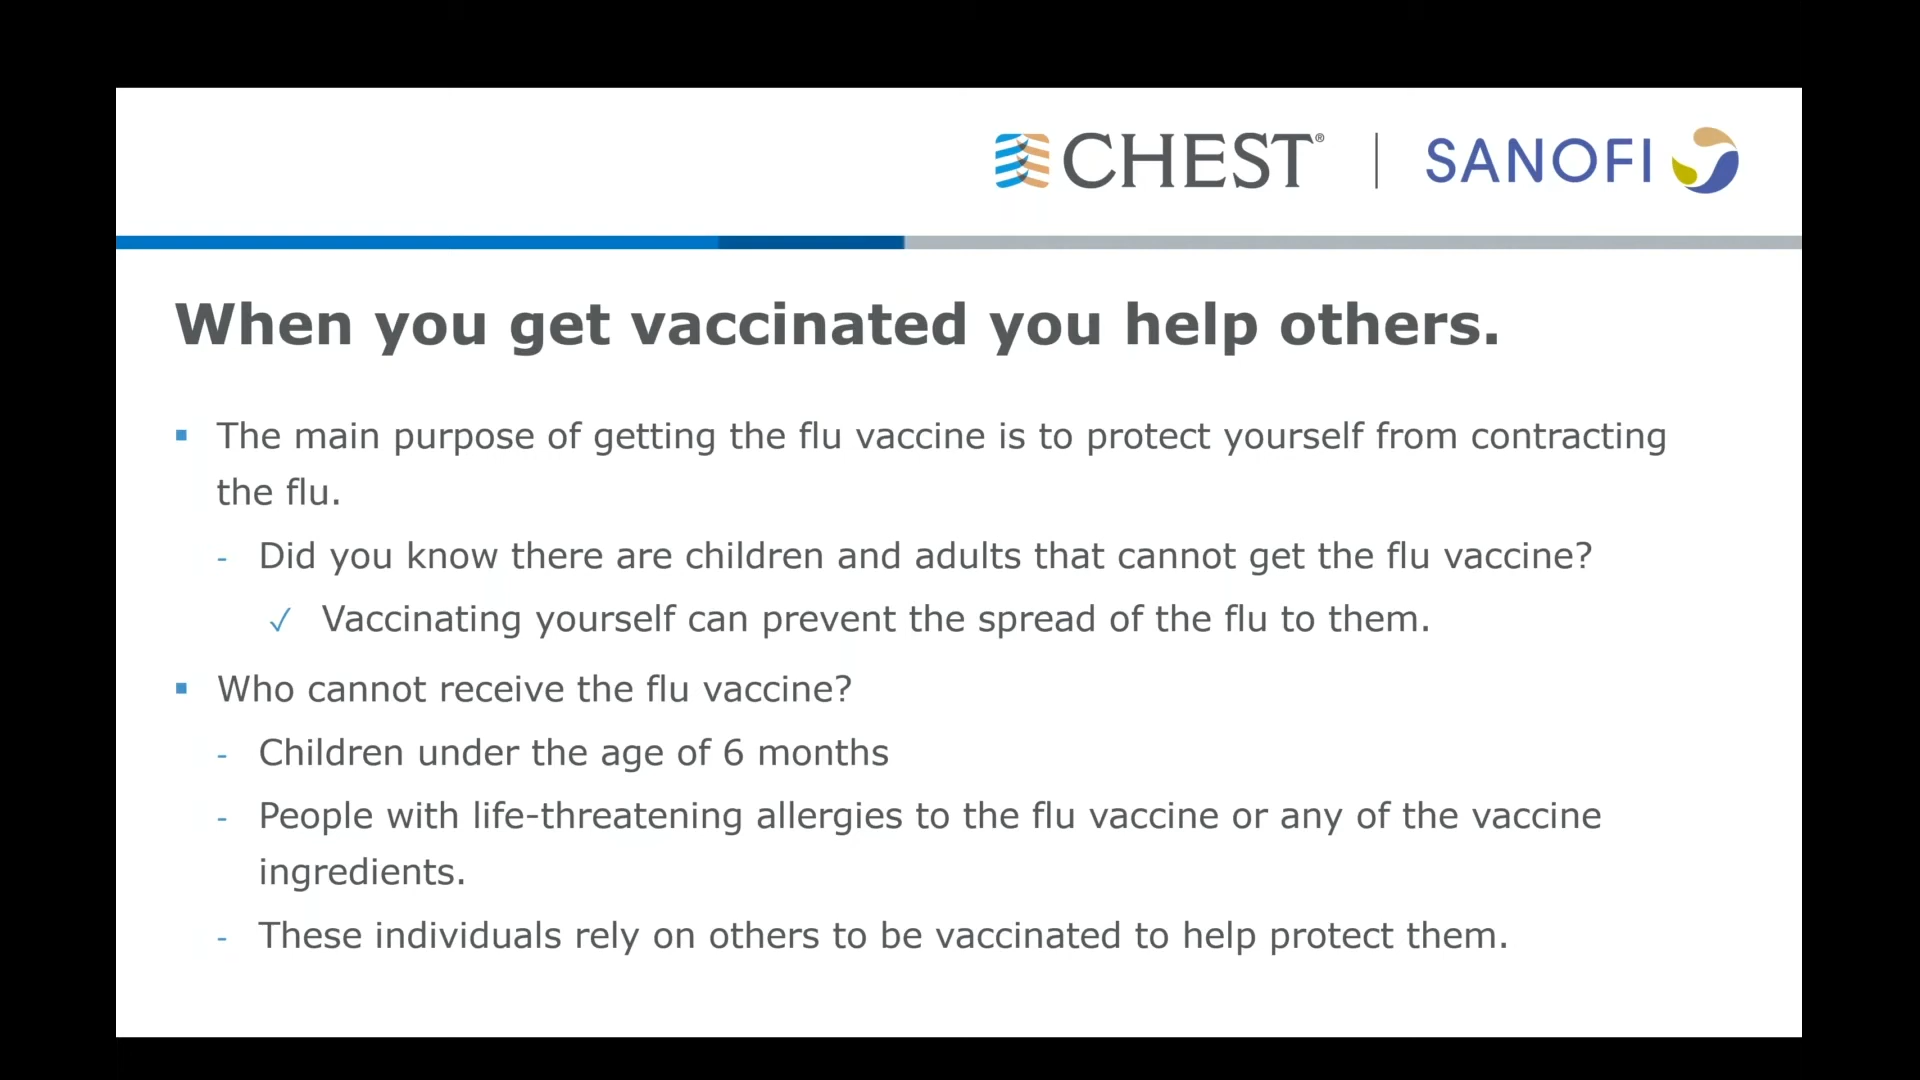 CHEST® | SANOFI
When you get vaccinated you help others.
▪ The main purpose of getting the flu vaccine is to protect yourself from contracting
the flu.
- Did you know there are children and adults that cannot get the flu vaccine?
✓ Vaccinating yourself can prevent the spread of the flu to them.
▪ Who cannot receive the flu vaccine?
- Children under the age of 6 months
- People with life-threatening allergies to the flu vaccine or any of the vaccine
ingredients.
- These individuals rely on others to be vaccinated to help protect them.